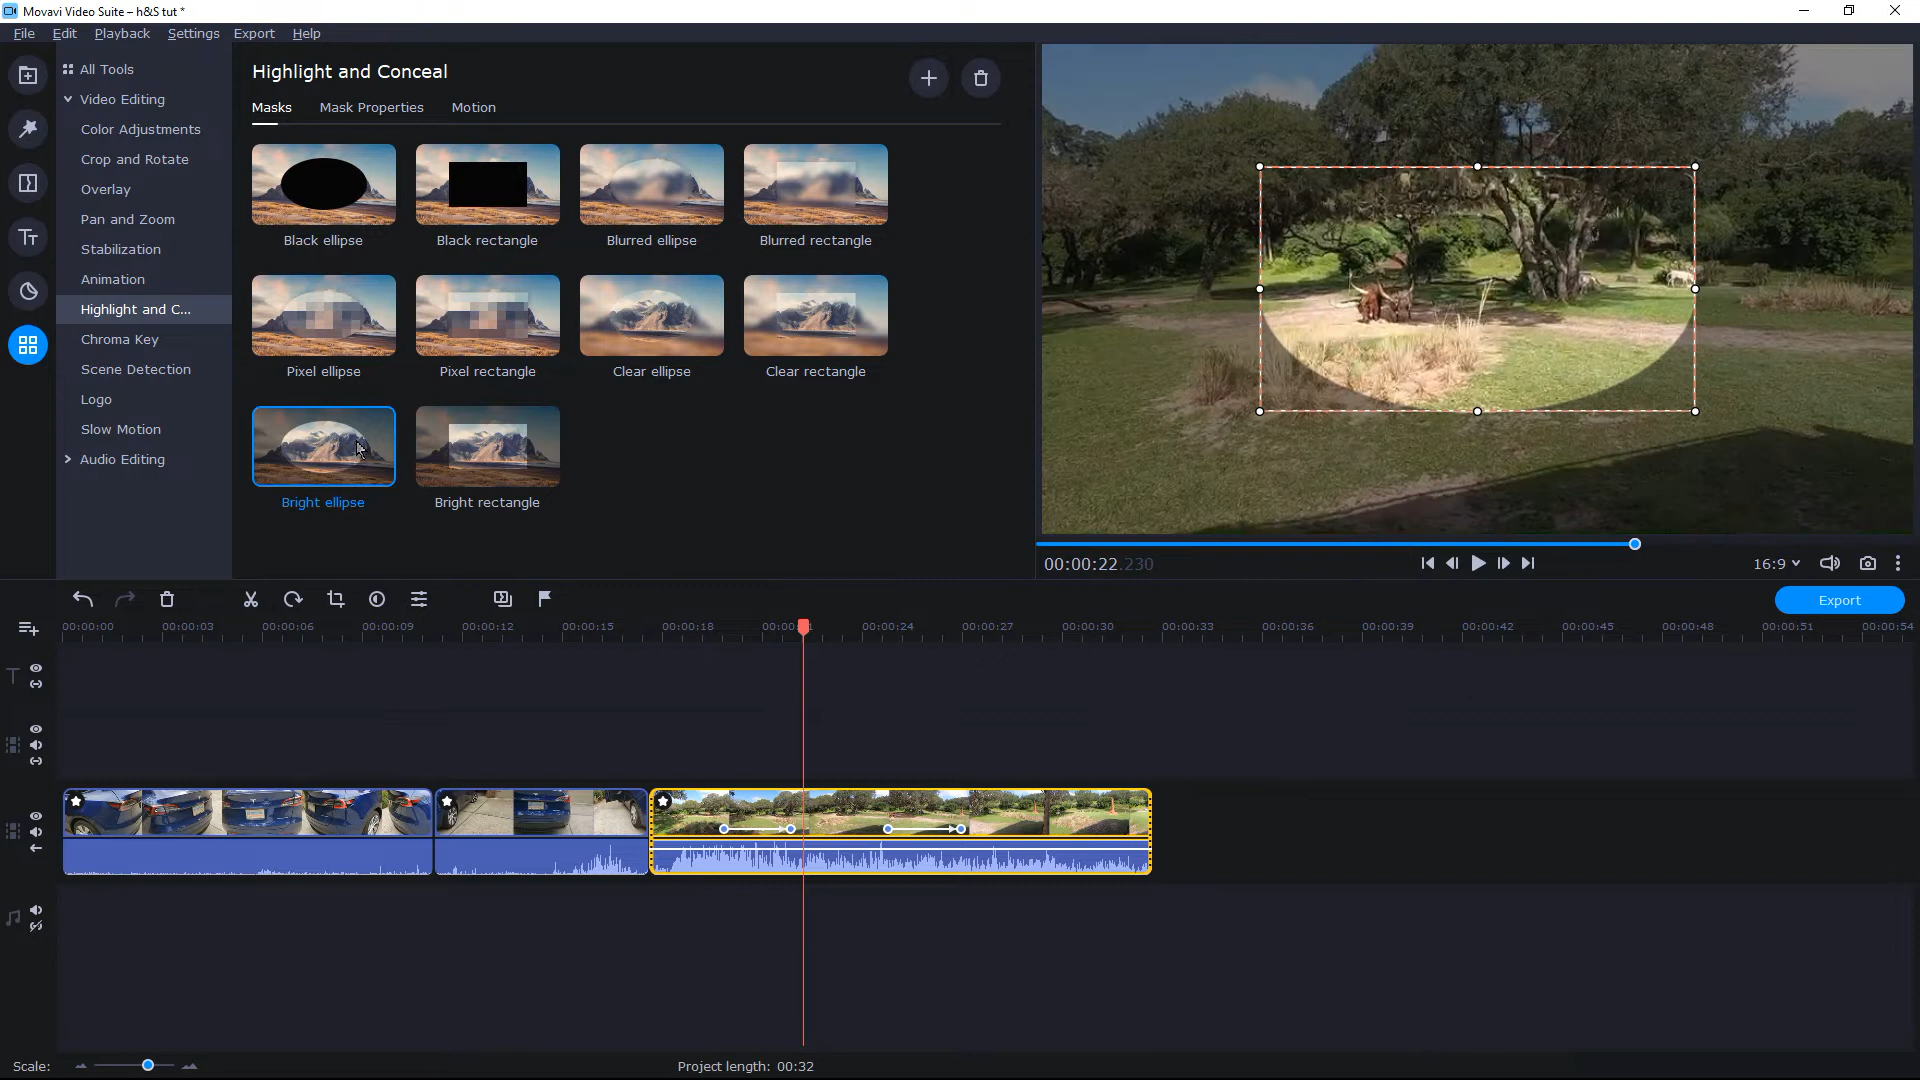 Movavi Video Suite – h&S tut *
File Edit Playback Settings Export Help
All Tools
Video Editing
Color Adjustments
Crop and Rotate
Overlay
Pan and Zoom
Stabilization
Animation
Highlight and C...
Chroma Key
Scene Detection
Logo
Slow Motion
Audio Editing
Highlight and Conceal
Masks Mask Properties Motion
Black ellipse Black rectangle Blurred ellipse Blurred rectangle
Pixel ellipse Pixel rectangle Clear ellipse Clear rectangle
Bright ellipse Bright rectangle
00:00:22.230
16:9
Export
00:00:00 00:00:03 00:00:06 00:00:09 00:00:12 00:00:15 00:00:18 00:00:24 00:00:27 00:00:30 00:00:33 00:00:36 00:00:39 00:00:42 00:00:45 00:00:48 00:00:51 00:00:54
Scale:
Project length: 00:32